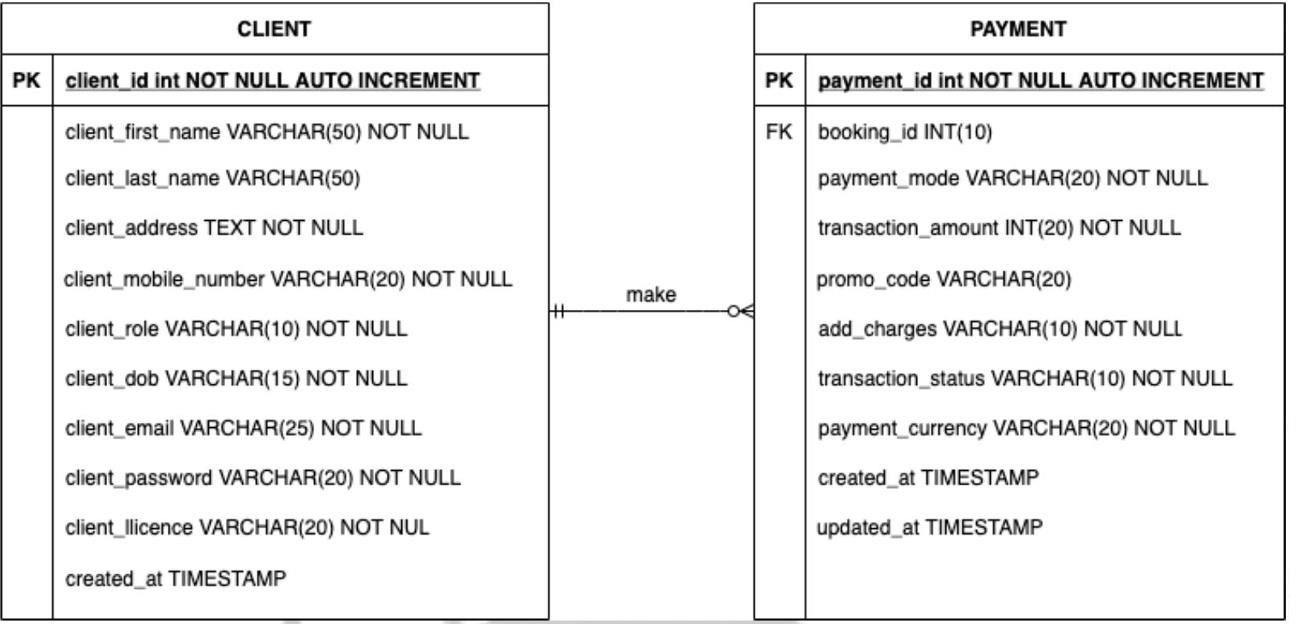 CLIENT
PK client_id int NOT NULL AUTO INCREMENT
client_first_name VARCHAR(50) NOT NULL
client_last_name VARCHAR(50)
client_address TEXT NOT NULL
client_mobile_number VARCHAR(20) NOT NULL
client_role VARCHAR(10) NOT NULL
client_dob VARCHAR(15) NOT NULL
client_email VARCHAR(25) NOT NULL
client_password VARCHAR(20) NOT NULL
client_llicence VARCHAR(20) NOT NUL
created_at TIMESTAMP
make
PAYMENT
PK payment_id int NOT NULL AUTO INCREMENT
FK booking_id INT(10)
payment_mode VARCHAR(20) NOT NULL
transaction_amount INT(20) NOT NULL
promo_code VARCHAR(20)
add_charges VARCHAR(10) NOT NULL
transaction_status VARCHAR(10) NOT NULL
payment_currency VARCHAR(20) NOT NULL
created_at TIMESTAMP
updated_at TIMESTAMP